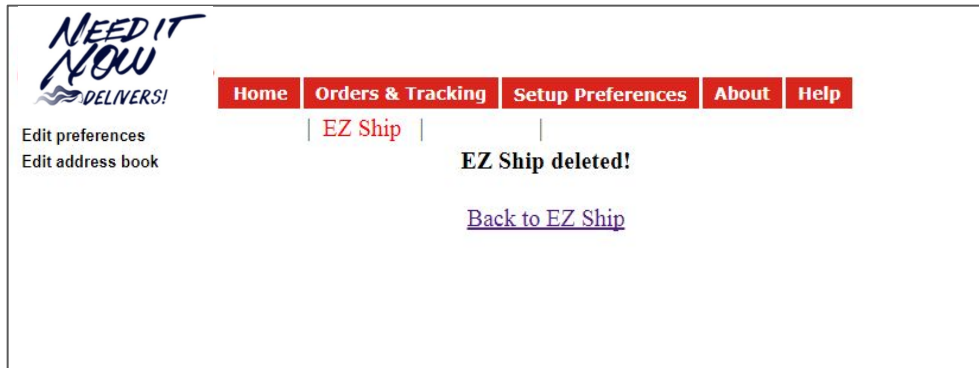 NEED IT
NOW
DELIVERS!
Home Orders & Tracking Setup Preferences About Help
Edit preferences
| EZ Ship | |
Edit address book
EZ Ship deleted!
Back to EZ Ship